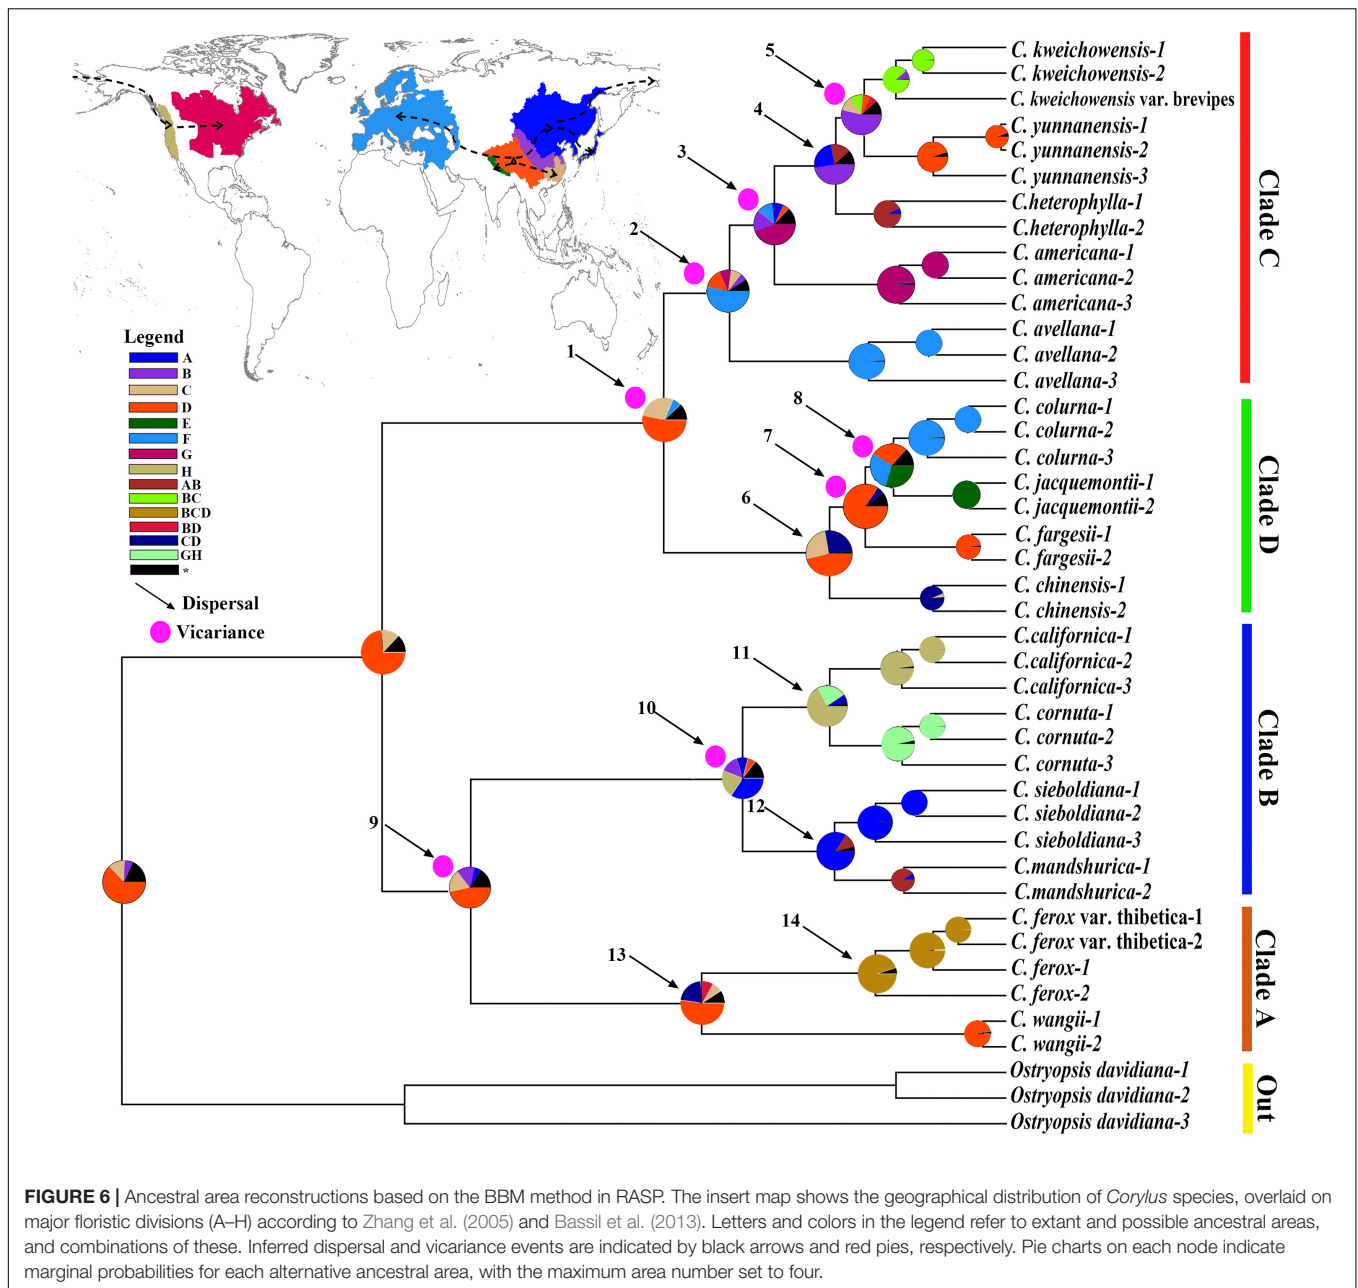 Legend
A
B
C
D
E
F
G
H
AB
BC
BCD
BD
CD
GH
*
Dispersal
Vicariance
1
2
3
4
5
6
7
8
9
10
11
12
13
14
C. kweichowensis-1
C. kweichowensis-2
C. kweichowensis var. brevipes
C. yunnanensis-1
C. yunnanensis-2
C. yunnanensis-3
C.heterophylla-1
C.heterophylla-2
C. americana-1
C. americana-2
C. americana-3
C. avellana-1
C. avellana-2
C. avellana-3
C. colurna-1
C. colurna-2
C. colurna-3
C. jacquemontii-1
C. jacquemontii-2
C. fargesii-1
C. fargesii-2
C. chinensis-1
C. chinensis-2
C.californica-1
C.californica-2
C.californica-3
C. cornuta-1
C. cornuta-2
C. cornuta-3
C. sieboldiana-1
C. sieboldiana-2
C. sieboldiana-3
C.mandshurica-1
C.mandshurica-2
C. ferox var. thibetica-1
C. ferox var. thibetica-2
C. ferox-1
C. ferox-2
C. wangii-1
C. wangii-2
Ostryopsis davidiana-1
Ostryopsis davidiana-2
Ostryopsis davidiana-3
Clade C
Clade D
Clade B
Clade A
Out
FIGURE 6 | Ancestral area reconstructions based on the BBM method in RASP. The insert map shows the geographical distribution of Corylus species, overlaid on
major floristic divisions (A–H) according to Zhang et al. (2005) and Bassil et al. (2013). Letters and colors in the legend refer to extant and possible ancestral areas,
and combinations of these. Inferred dispersal and vicariance events are indicated by black arrows and red pies, respectively. Pie charts on each node indicate
marginal probabilities for each alternative ancestral area, with the maximum area number set to four.